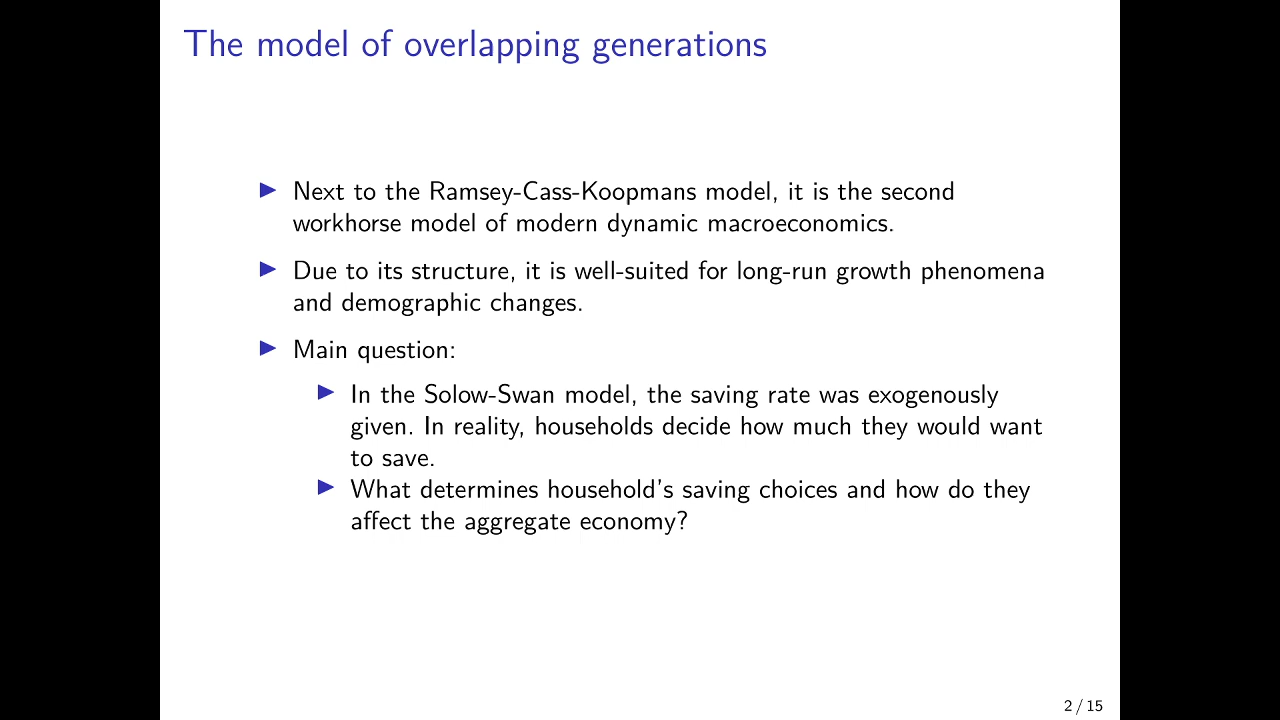 The model of overlapping generations
▶ Next to the Ramsey-Cass-Koopmans model, it is the second
workhorse model of modern dynamic macroeconomics.
▶ Due to its structure, it is well-suited for long-run growth phenomena
and demographic changes.
▶ Main question:
▶ In the Solow-Swan model, the saving rate was exogenously
given. In reality, households decide how much they would want
to save.
▶ What determines household's saving choices and how do they
affect the aggregate economy?
2 / 15